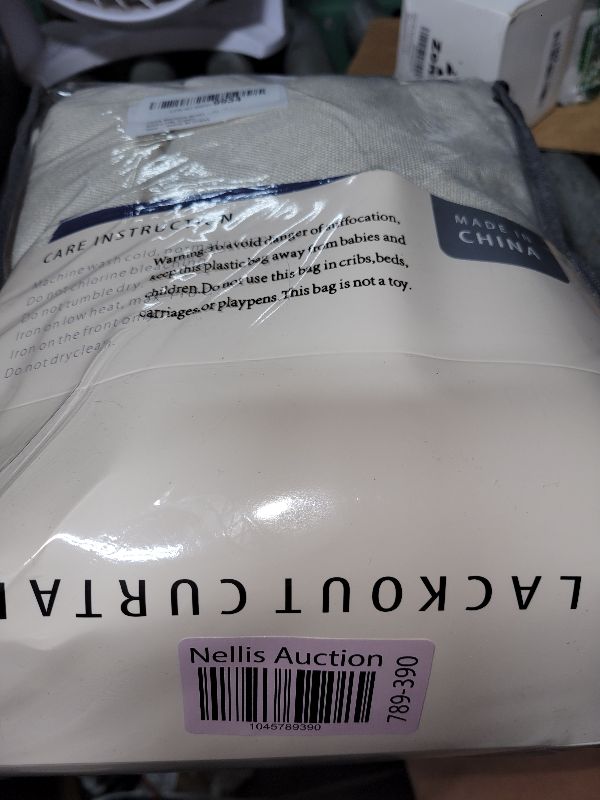 8953
CARE INSTRUCTION
Machine wash cold, no
Do not chlorine bleach
Do not tumble dry
Iron on low heat,
Iron on the front only
Do not dryclean.
Warning: to avoid danger of suffocation,
keep this plastic bag away from babies and
children. Do not use this bag in cribs, beds,
carriages, or playpens. This bag is not a toy.
MADE IN
CHINA
LACKOUT CURTAI
Nellis Auction
1045789390
789-390